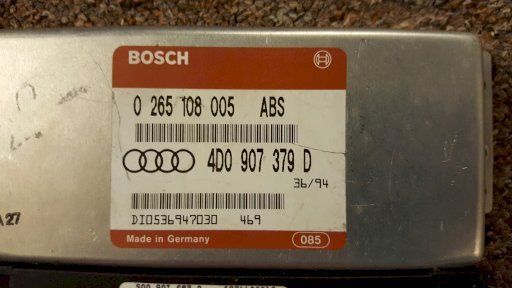 BOSCH
0 265 108 005 ABS
4D0 907 379 D
36/94
DI0536947030 469
Made in Germany 085
A27